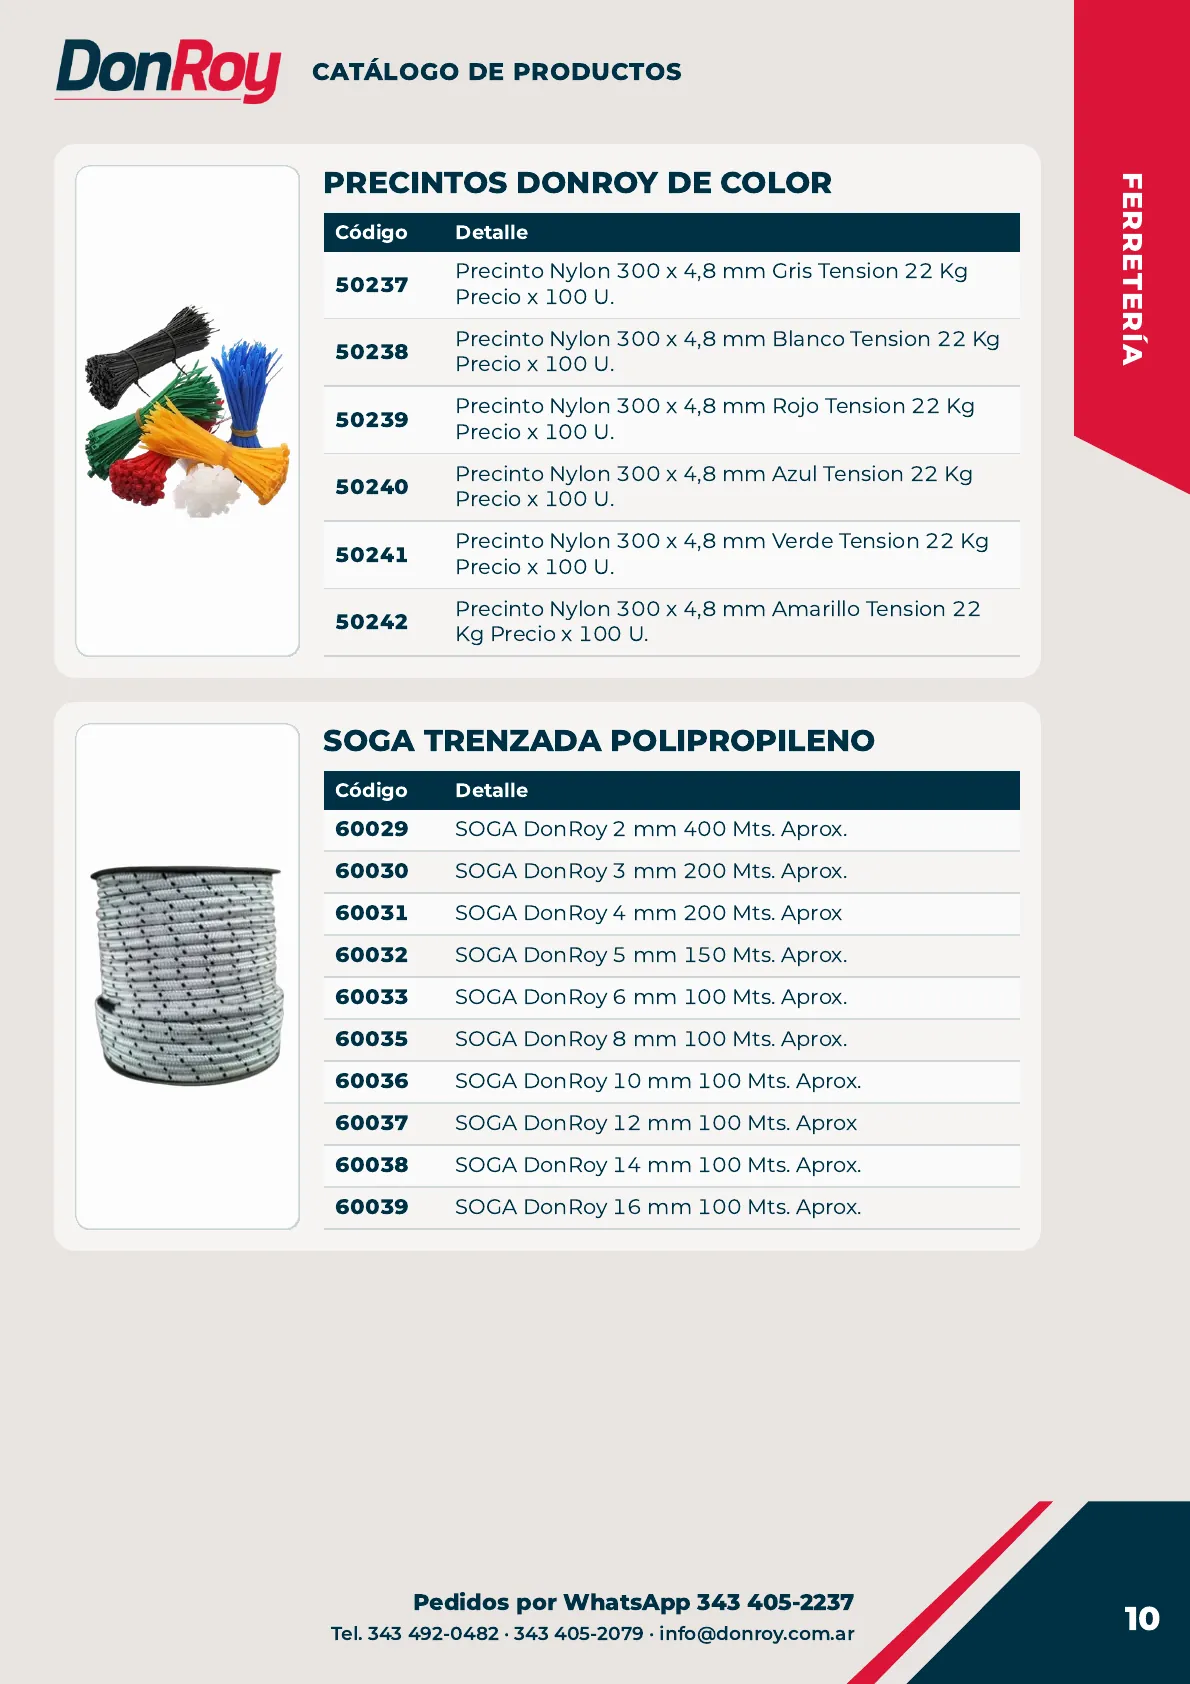 DonRoy
CATÁLOGO DE PRODUCTOS
FERRETERÍA
PRECINTOS DONROY DE COLOR
Código Detalle
50237 Precinto Nylon 300 x 4,8 mm Gris Tension 22 Kg
Precio x 100 U.
50238 Precinto Nylon 300 x 4,8 mm Blanco Tension 22 Kg
Precio x 100 U.
50239 Precinto Nylon 300 x 4,8 mm Rojo Tension 22 Kg
Precio x 100 U.
50240 Precinto Nylon 300 x 4,8 mm Azul Tension 22 Kg
Precio x 100 U.
50241 Precinto Nylon 300 x 4,8 mm Verde Tension 22 Kg
Precio x 100 U.
50242 Precinto Nylon 300 x 4,8 mm Amarillo Tension 22
Kg Precio x 100 U.
SOGA TRENZADA POLIPROPILENO
Código Detalle
60029 SOGA DonRoy 2 mm 400 Mts. Aprox.
60030 SOGA DonRoy 3 mm 200 Mts. Aprox.
60031 SOGA DonRoy 4 mm 200 Mts. Aprox
60032 SOGA DonRoy 5 mm 150 Mts. Aprox.
60033 SOGA DonRoy 6 mm 100 Mts. Aprox.
60035 SOGA DonRoy 8 mm 100 Mts. Aprox.
60036 SOGA DonRoy 10 mm 100 Mts. Aprox.
60037 SOGA DonRoy 12 mm 100 Mts. Aprox
60038 SOGA DonRoy 14 mm 100 Mts. Aprox.
60039 SOGA DonRoy 16 mm 100 Mts. Aprox.
Pedidos por WhatsApp 343 405-2237
Tel. 343 492-0482 · 343 405-2079 · info@donroy.com.ar
10